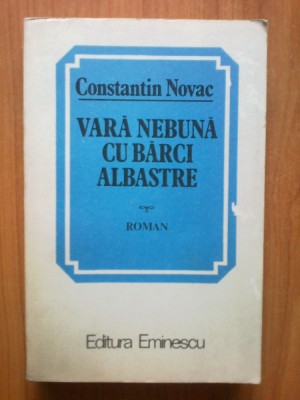 Constantin Novac
VARĂ NEBUNĂ
CU BĂRCI
ALBASTRE
ROMAN
Editura Eminescu